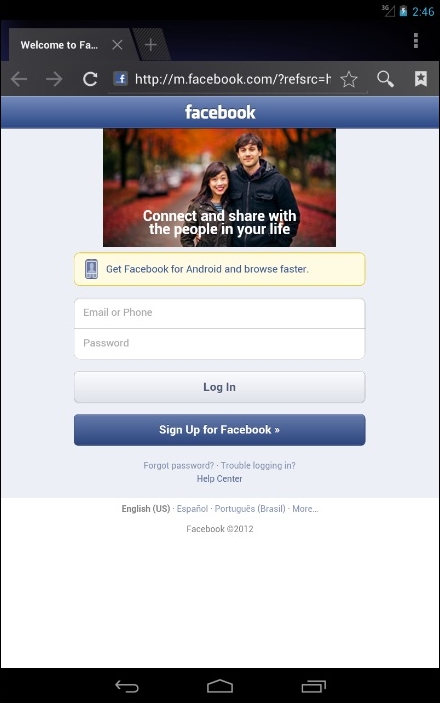 3G 2:46
Welcome to Fa...
http://m.facebook.com/?refsrc=h
facebook
Connect and share with
the people in your life
Get Facebook for Android and browse faster.
Email or Phone
Password
Log In
Sign Up for Facebook »
Forgot password? · Trouble logging in?
Help Center
English (US) · Español · Português (Brasil) · More...
Facebook ©2012